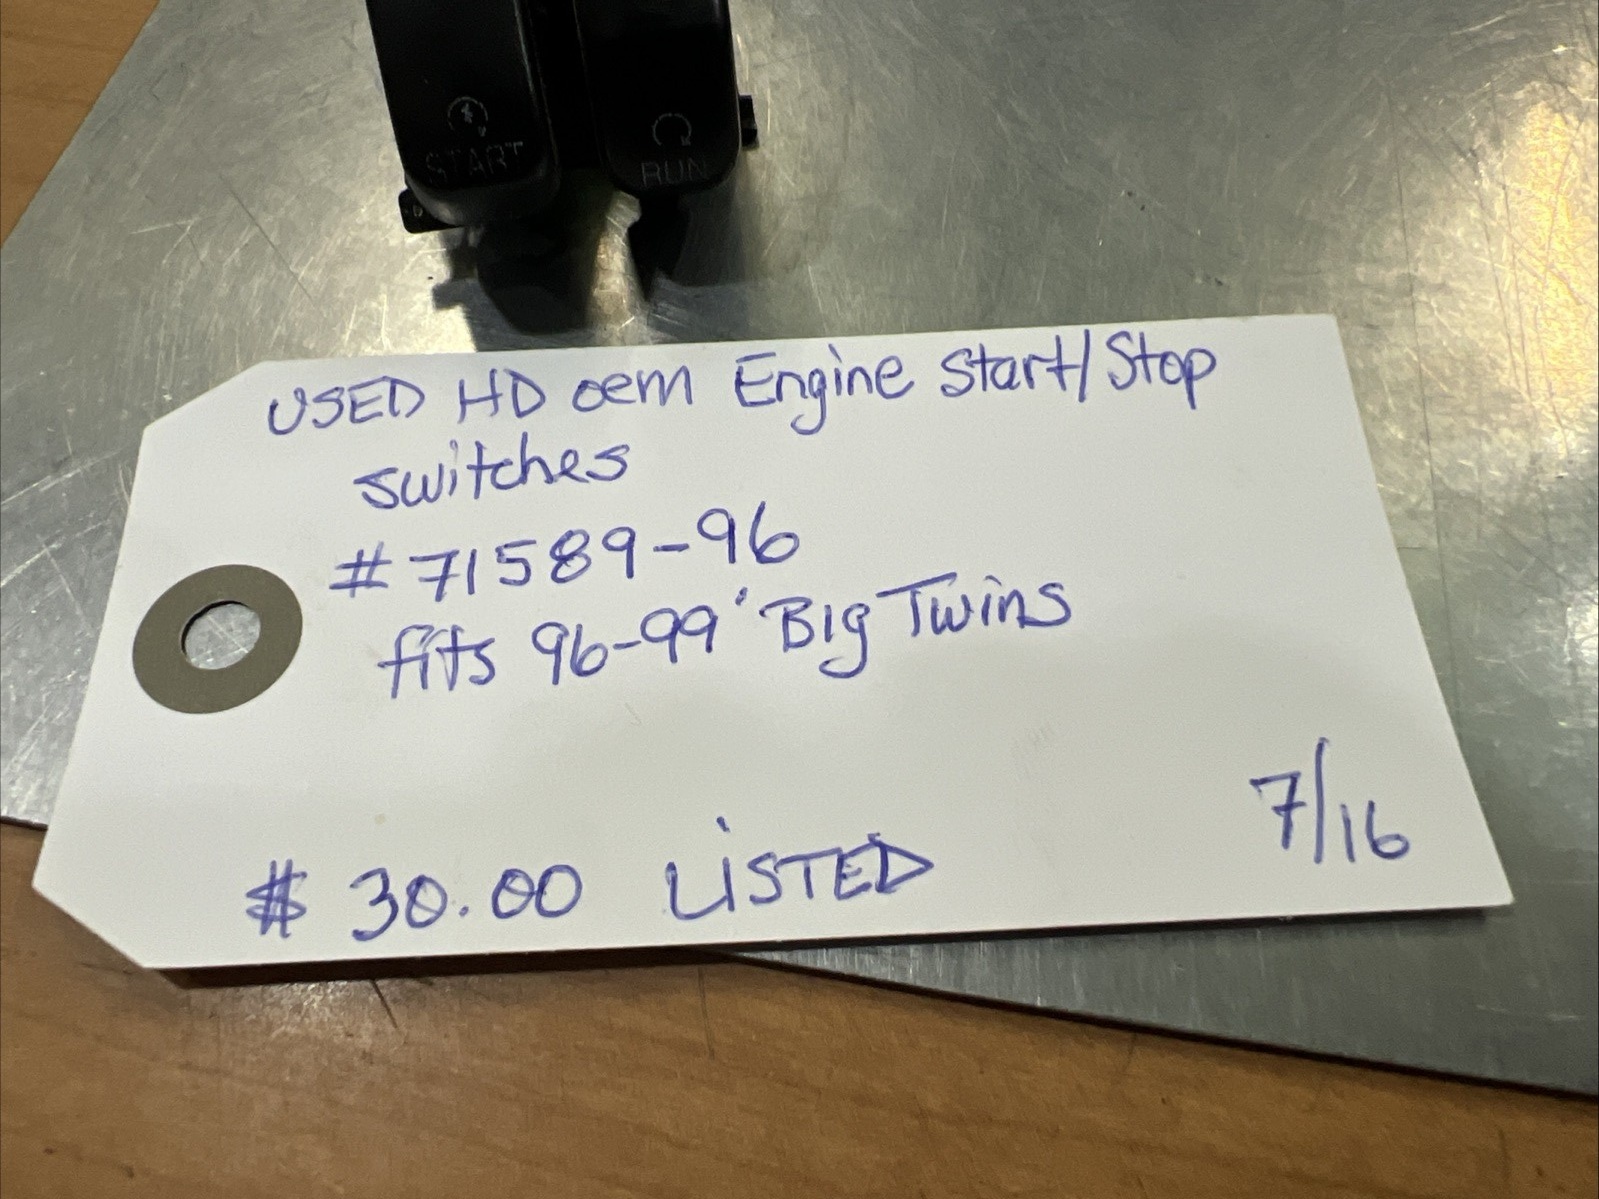 START
RUN
USED HD oem Engine Start/Stop
switches
#71589-96
fits 96-99' Big Twins
$ 30.00 LiSTED
7/16